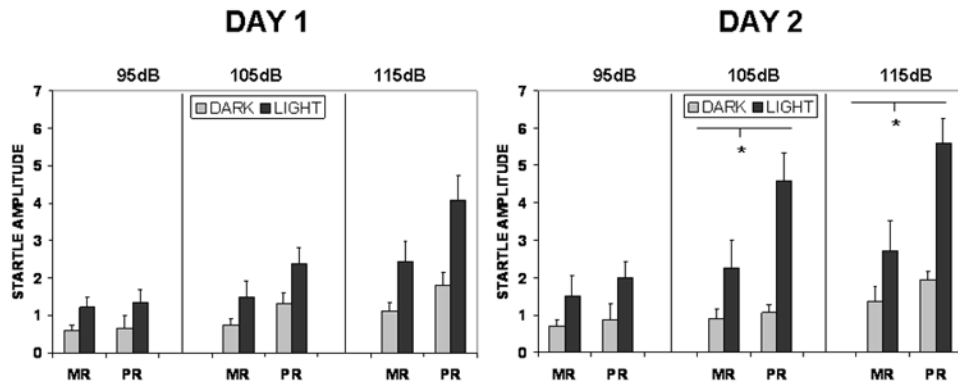 DAY 1
95dB 105dB 115dB
DARK LIGHT
STARTLE AMPLITUDE
7
6
5
4
3
2
1
0
MR PR MR PR MR PR
DAY 2
95dB 105dB 115dB
DARK LIGHT
* *
STARTLE AMPLITUDE
7
6
5
4
3
2
1
0
MR PR MR PR MR PR